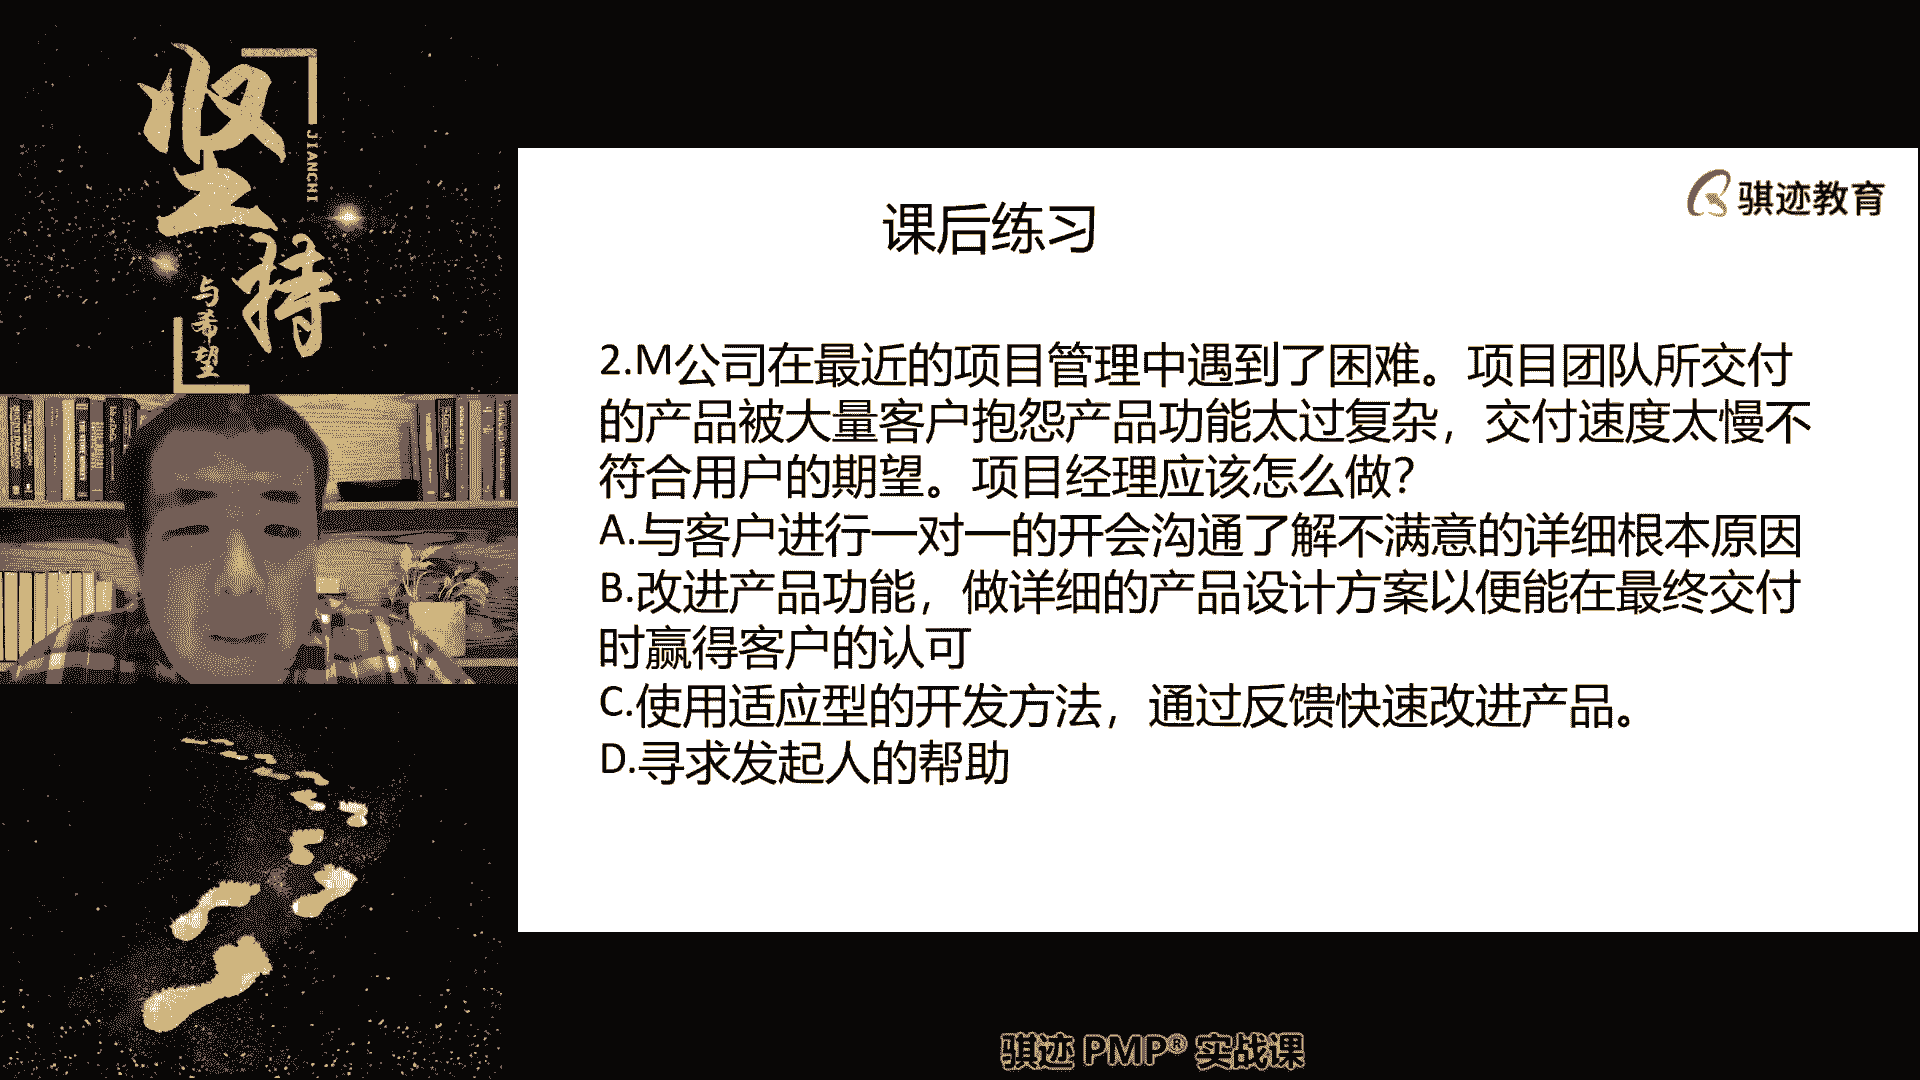 坚持
JIANCHI
与希望
骐迹教育
课后练习
2.M公司在最近的项目管理中遇到了困难。项目团队所交付
的产品被大量客户抱怨产品功能太过复杂，交付速度太慢不
符合用户的期望。项目经理应该怎么做？
A.与客户进行一对一的开会沟通了解不满意的详细根本原因
B.改进产品功能，做详细的产品设计方案以便能在最终交付
时赢得客户的认可
C.使用适应型的开发方法，通过反馈快速改进产品。
D.寻求发起人的帮助
骐迹 PMP® 实战课